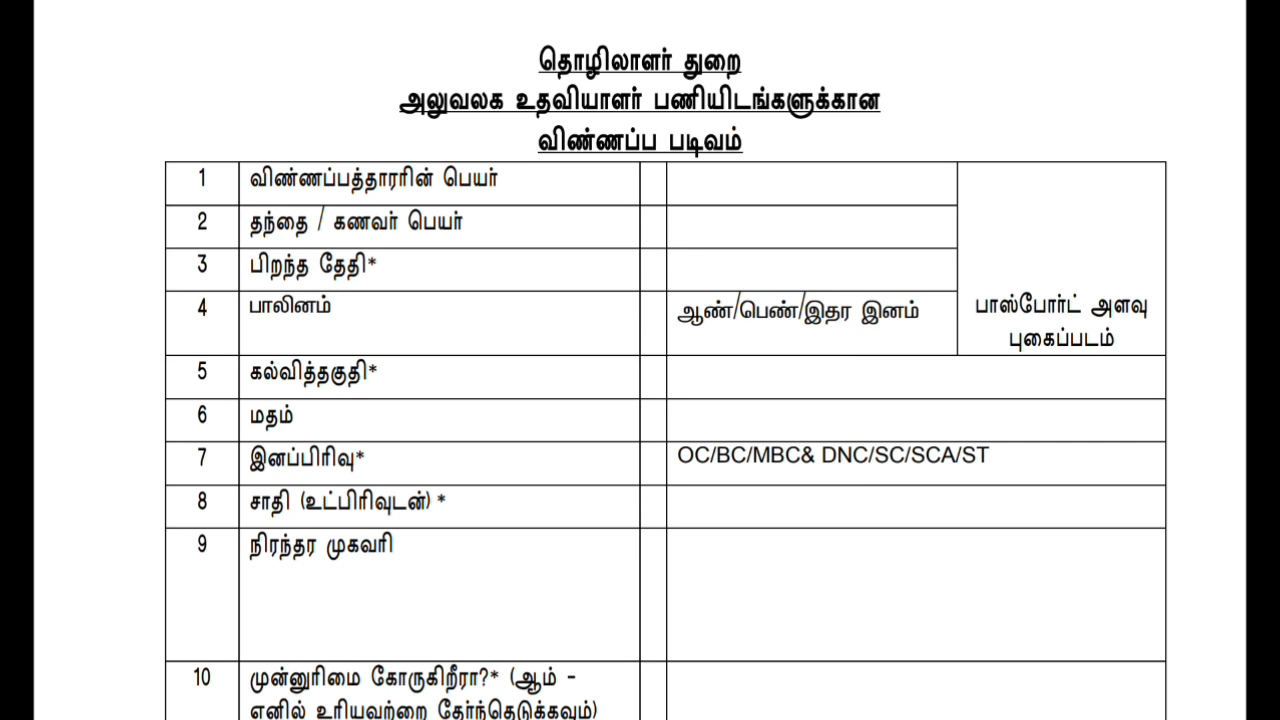 தொழிலாளர் துறை
அலுவலக உதவியாளர் பணியிடங்களுக்கான
விண்ணப்ப படிவம்
1 விண்ணப்பத்தாரரின் பெயர்
2 தந்தை / கணவர் பெயர்
3 பிறந்த தேதி*
4 பாலினம் ஆண்/பெண்/இதர இனம்
பாஸ்போர்ட் அளவு
புகைப்படம்
5 கல்வித்தகுதி*
6 மதம்
7 இனப்பிரிவு* OC/BC/MBC& DNC/SC/SCA/ST
8 சாதி (உட்பிரிவுடன்) *
9 நிரந்தர முகவரி
10 முன்னுரிமை கோருகிறீரா?* (ஆம் -
எனில் உரியவற்றை தேர்ந்தெடுக்கவும்)